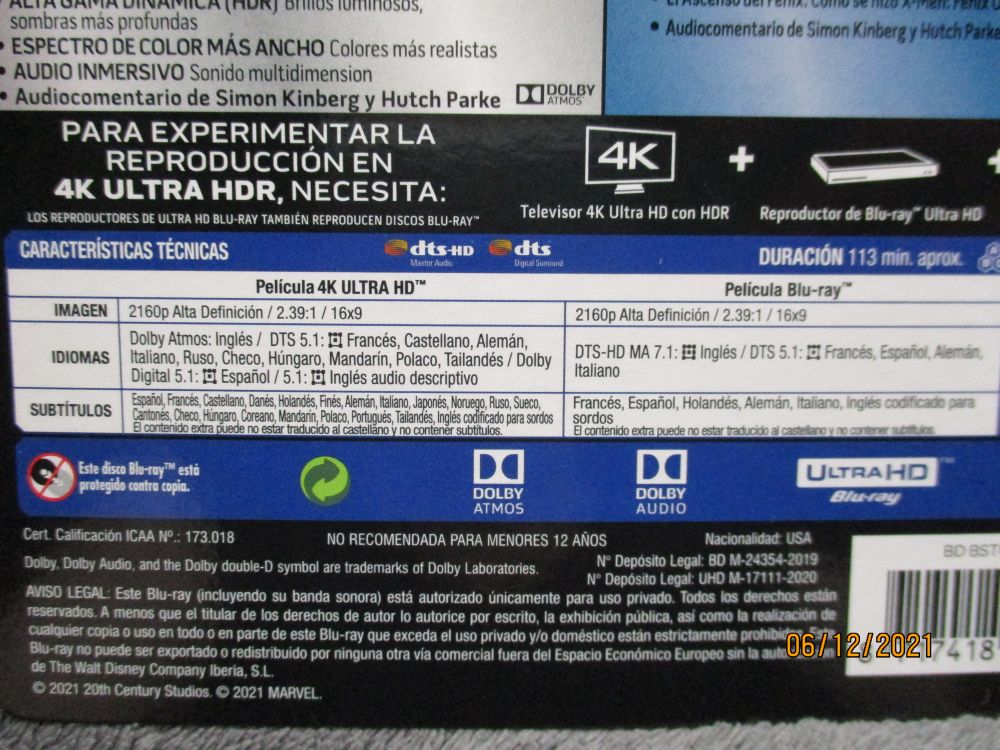 ALTA GAMA DINÁMICA (HDR) Brillos luminosos,
sombras más profundas
• ESPECTRO DE COLOR MÁS ANCHO Colores más realistas
• AUDIO INMERSIVO Sonido multidimension
• Audiocomentario de Simon Kinberg y Hutch Parke
DOLBY
ATMOS
El Ascenso del Fénix: Cómo se hizo X-Men: Fénix
• Audiocomentario de Simon Kinberg y Hutch Parke
PARA EXPERIMENTAR LA
REPRODUCCIÓN EN
4K ULTRA HDR, NECESITA:
LOS REPRODUCTORES DE ULTRA HD BLU-RAY TAMBIÉN REPRODUCEN DISCOS BLU-RAY™
4K
+
Televisor 4K Ultra HD con HDR
Reproductor de Blu-ray™ Ultra HD
CARACTERÍSTICAS TÉCNICAS
dts-HD
Master Audio
dts
Digital Surround
DURACIÓN 113 min. aprox.
Película 4K ULTRA HD™
Película Blu-ray™
IMAGEN
2160p Alta Definición / 2.39:1 / 16x9
2160p Alta Definición / 2.39:1 / 16x9
IDIOMAS
Dolby Atmos: Inglés / DTS 5.1: Francés, Castellano, Alemán,
Italiano, Ruso, Checo, Húngaro, Mandarín, Polaco, Tailandés / Dolby
Digital 5.1: Español / 5.1: Inglés audio descriptivo
DTS-HD MA 7.1: Inglés / DTS 5.1: Francés, Español, Alemán,
Italiano
SUBTÍTULOS
Español, Francés, Castellano, Danés, Holandés, Finés, Alemán, Italiano, Japonés, Noruego, Ruso, Sueco,
Cantonés, Checo, Húngaro, Coreano, Mandarín, Polaco, Portugués, Tailandés, Inglés codificado para sordos
El contenido extra puede no estar traducido al castellano y no contener subtítulos.
Francés, Español, Holandés, Alemán, Italiano, Inglés codificado para
sordos
El contenido extra puede no estar traducido al castellano y no contener subtítulos.
Este disco Blu-ray™ está
protegido contra copia.
DOLBY
ATMOS
DOLBY
AUDIO
ULTRA HD™
Blu-ray
Cert. Calificación ICAA Nº.: 173.018
NO RECOMENDADA PARA MENORES 12 AÑOS
Nacionalidad: USA
Dolby, Dolby Audio, and the Dolby double-D symbol are trademarks of Dolby Laboratories.
N° Depósito Legal: BD M-24354-2019
N° Depósito Legal: UHD M-17111-2020
AVISO LEGAL: Este Blu-ray (incluyendo su banda sonora) está autorizado únicamente para uso privado. Todos los derechos están
reservados. A menos que el titular de los derechos de autor lo autorice por escrito, la exhibición pública, así como la realización de
cualquier copia o uso en todo o en parte de este Blu-ray que exceda el uso privado y/o doméstico están estrictamente
Blu-ray no puede ser exportado o redistribuido por ninguna otra vía comercial fuera del Espacio Económico Europeo sin la
de The Walt Disney Company Iberia, S.L.
© 2021 20th Century Studios. © 2021 MARVEL.
BD BST
7418
06/12/2021